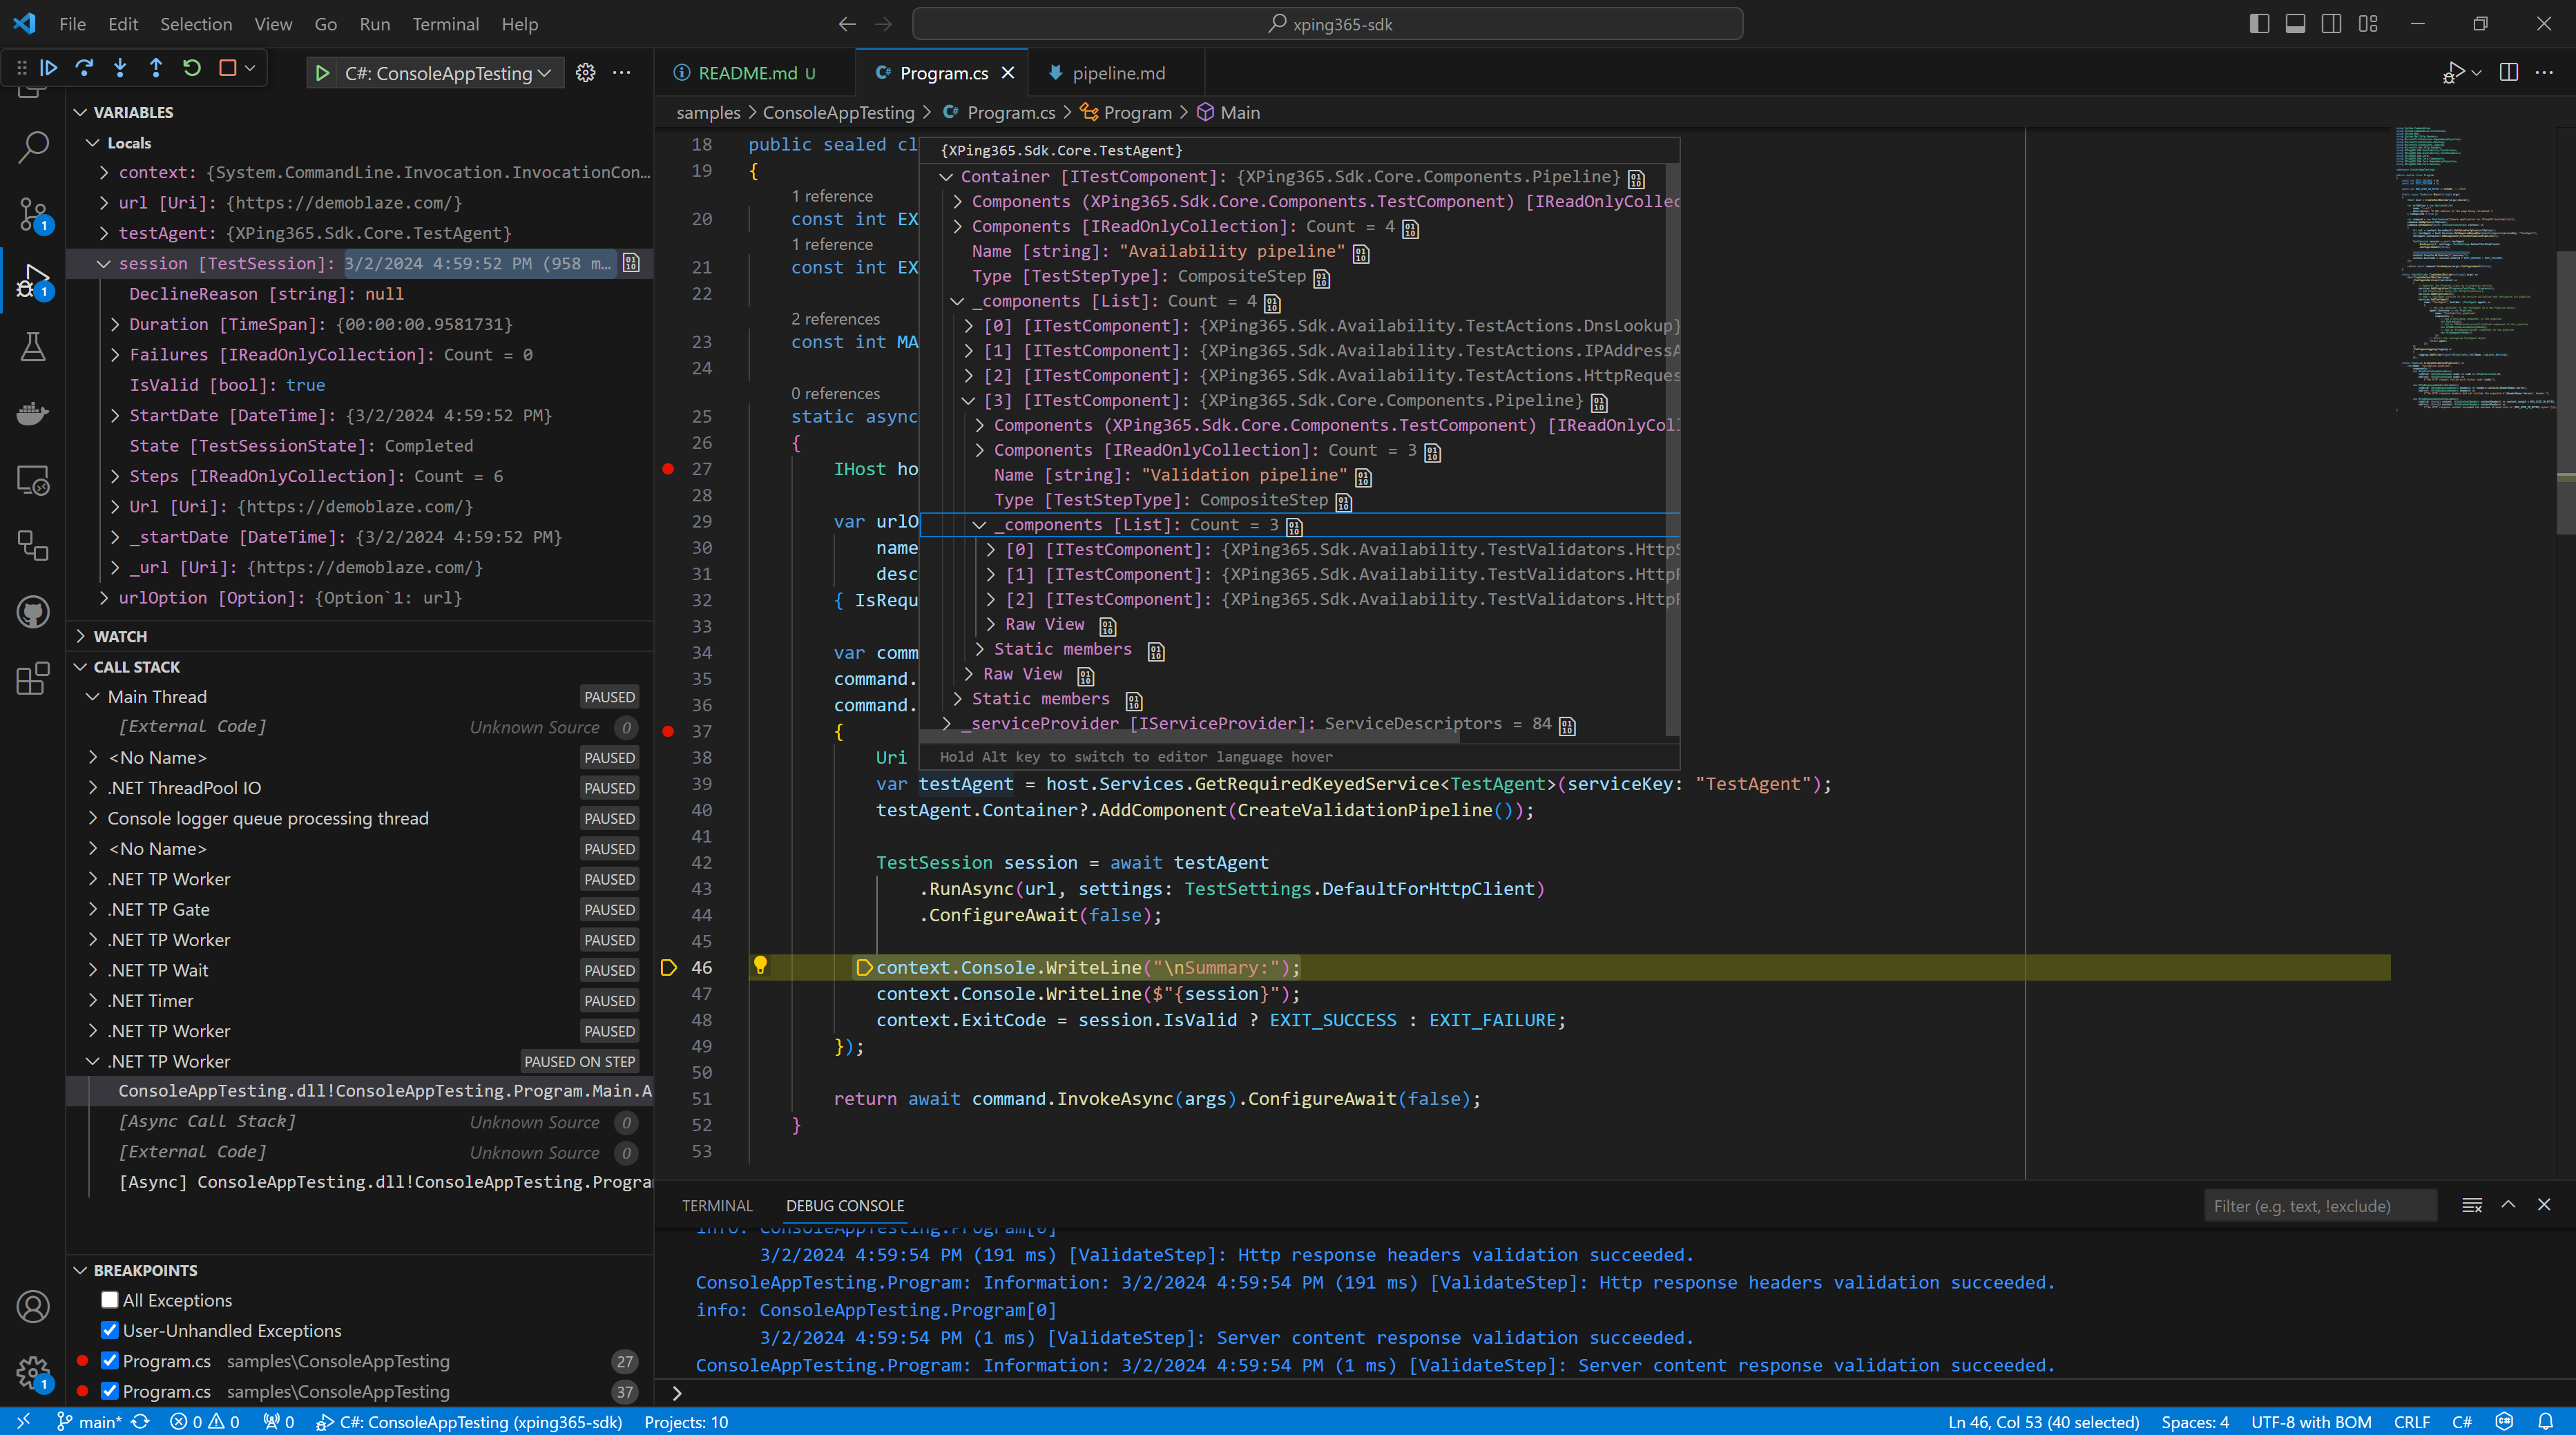 File Edit Selection View Go Run Terminal Help
xping365-sdk
C#: ConsoleAppTesting
README.md U
Program.cs
pipeline.md
samples > ConsoleAppTesting > Program.cs > Program > Main
VARIABLES
Locals
context: {System.CommandLine.Invocation.InvocationCon...
url [Uri]: {https://demoblaze.com/}
testAgent: {XPing365.Sdk.Core.TestAgent}
session [TestSession]: 3/2/2024 4:59:52 PM (958 m...
DeclineReason [string]: null
Duration [TimeSpan]: {00:00:00.9581731}
Failures [IReadOnlyCollection]: Count = 0
IsValid [bool]: true
StartDate [DateTime]: {3/2/2024 4:59:52 PM}
State [TestSessionState]: Completed
Steps [IReadOnlyCollection]: Count = 6
Url [Uri]: {https://demoblaze.com/}
_startDate [DateTime]: {3/2/2024 4:59:52 PM}
_url [Uri]: {https://demoblaze.com/}
urlOption [Option]: {Option`1: url}
WATCH
CALL STACK
Main Thread PAUSED
[External Code] Unknown Source 0
<No Name> PAUSED
.NET ThreadPool IO PAUSED
Console logger queue processing thread PAUSED
<No Name> PAUSED
.NET TP Worker PAUSED
.NET TP Gate PAUSED
.NET TP Worker PAUSED
.NET TP Wait PAUSED
.NET Timer PAUSED
.NET TP Worker PAUSED
.NET TP Worker PAUSED ON STEP
ConsoleAppTesting.dll!ConsoleAppTesting.Program.Main.A
[Async Call Stack] Unknown Source 0
[External Code] Unknown Source 0
[Async] ConsoleAppTesting.dll!ConsoleAppTesting.Progra
BREAKPOINTS
All Exceptions
User-Unhandled Exceptions
Program.cs samples\ConsoleAppTesting 27
Program.cs samples\ConsoleAppTesting 37
18 public sealed cl
19 {
1 reference
20 const int EX
1 reference
21 const int EX
22
2 references
23 const int MA
24
0 references
25 static async
26 {
27 IHost ho
28
29 var urlO
30 name
31 desc
32 { IsRequ
33
34 var comm
35 command.
36 command.
37 {
38 Uri
39 var testAgent = host.Services.GetRequiredKeyedService<TestAgent>(serviceKey: "TestAgent");
40 testAgent.Container?.AddComponent(CreateValidationPipeline());
41
42 TestSession session = await testAgent
43 .RunAsync(url, settings: TestSettings.DefaultForHttpClient)
44 .ConfigureAwait(false);
45
46 context.Console.WriteLine("\nSummary:");
47 context.Console.WriteLine($"{session}");
48 context.ExitCode = session.IsValid ? EXIT_SUCCESS : EXIT_FAILURE;
49 });
50
51 return await command.InvokeAsync(args).ConfigureAwait(false);
52 }
53
{XPing365.Sdk.Core.TestAgent}
Container [ITestComponent]: {XPing365.Sdk.Core.Components.Pipeline}
Components (XPing365.Sdk.Core.Components.TestComponent) [IReadOnlyCollec
Components [IReadOnlyCollection]: Count = 4
Name [string]: "Availability pipeline"
Type [TestStepType]: CompositeStep
_components [List]: Count = 4
[0] [ITestComponent]: {XPing365.Sdk.Availability.TestActions.DnsLookup}
[1] [ITestComponent]: {XPing365.Sdk.Availability.TestActions.IPAddressA
[2] [ITestComponent]: {XPing365.Sdk.Availability.TestActions.HttpReques
[3] [ITestComponent]: {XPing365.Sdk.Core.Components.Pipeline}
Components (XPing365.Sdk.Core.Components.TestComponent) [IReadOnlyCol
Components [IReadOnlyCollection]: Count = 3
Name [string]: "Validation pipeline"
Type [TestStepType]: CompositeStep
_components [List]: Count = 3
[0] [ITestComponent]: {XPing365.Sdk.Availability.TestValidators.HttpS
[1] [ITestComponent]: {XPing365.Sdk.Availability.TestValidators.HttpR
[2] [ITestComponent]: {XPing365.Sdk.Availability.TestValidators.HttpR
Raw View
Static members
Raw View
Static members
_serviceProvider [IServiceProvider]: ServiceDescriptors = 84
Hold Alt key to switch to editor language hover
TERMINAL DEBUG CONSOLE
Filter (e.g. text, !exclude)
info: ConsoleAppTesting.Program[0]
3/2/2024 4:59:54 PM (191 ms) [ValidateStep]: Http response headers validation succeeded.
ConsoleAppTesting.Program: Information: 3/2/2024 4:59:54 PM (191 ms) [ValidateStep]: Http response headers validation succeeded.
info: ConsoleAppTesting.Program[0]
3/2/2024 4:59:54 PM (1 ms) [ValidateStep]: Server content response validation succeeded.
ConsoleAppTesting.Program: Information: 3/2/2024 4:59:54 PM (1 ms) [ValidateStep]: Server content response validation succeeded.
main* 0 0 0 C#: ConsoleAppTesting (xping365-sdk) Projects: 10
Ln 46, Col 53 (40 selected) Spaces: 4 UTF-8 with BOM CRLF C#